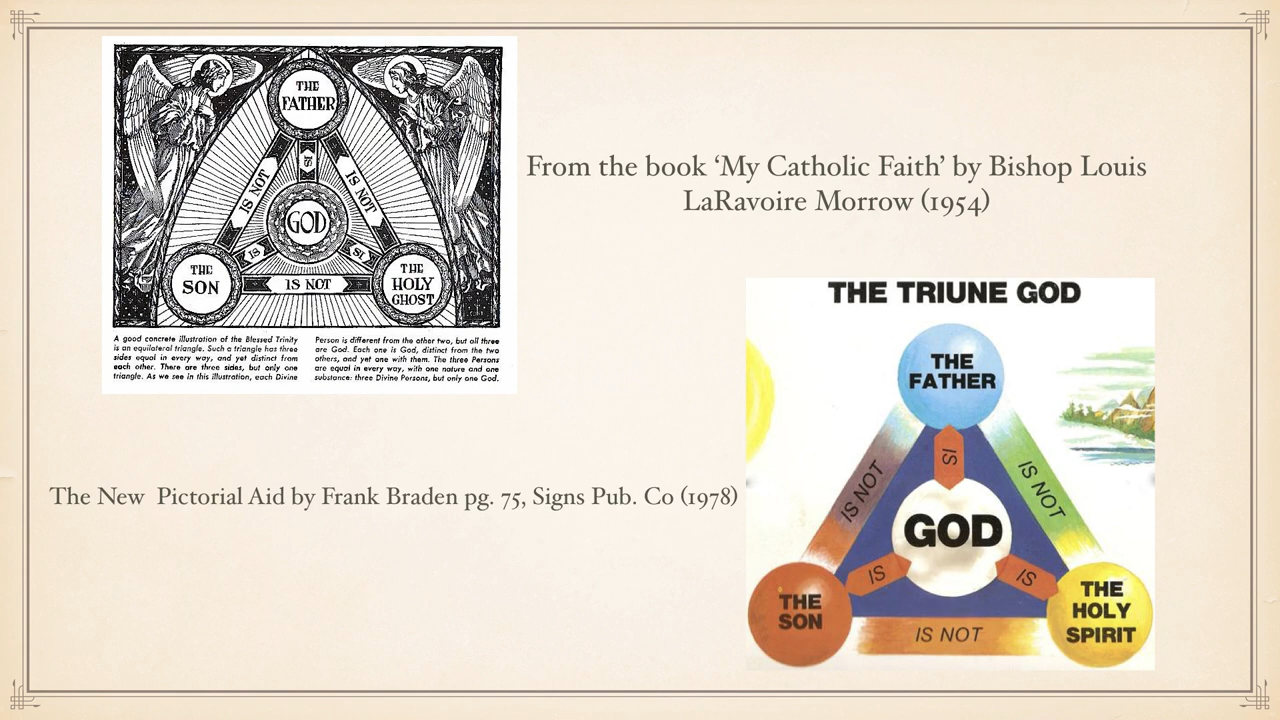 THE
FATHER
IS NOT
IS
IS NOT
GOD
IS
IS
THE
SON
IS NOT
THE
HOLY
GHOST
A good concrete illustration of the Blessed Trinity
is an equilateral triangle. Such a triangle has three
sides equal in every way, and yet distinct from
each other. There are three sides, but only one
triangle. As we see in this illustration, each Divine
Person is different from the other two, but all three
are God. Each one is God, distinct from the two
others, and yet one with them. The three Persons
are equal in every way, with one nature and one
substance: three Divine Persons, but only one God.
From the book ‘My Catholic Faith’ by Bishop Louis
LaRavoire Morrow (1954)
The New Pictorial Aid by Frank Braden pg. 75, Signs Pub. Co (1978)
THE TRIUNE GOD
THE
FATHER
IS NOT
IS
IS NOT
GOD
IS
IS
THE
SON
IS NOT
THE
HOLY
SPIRIT